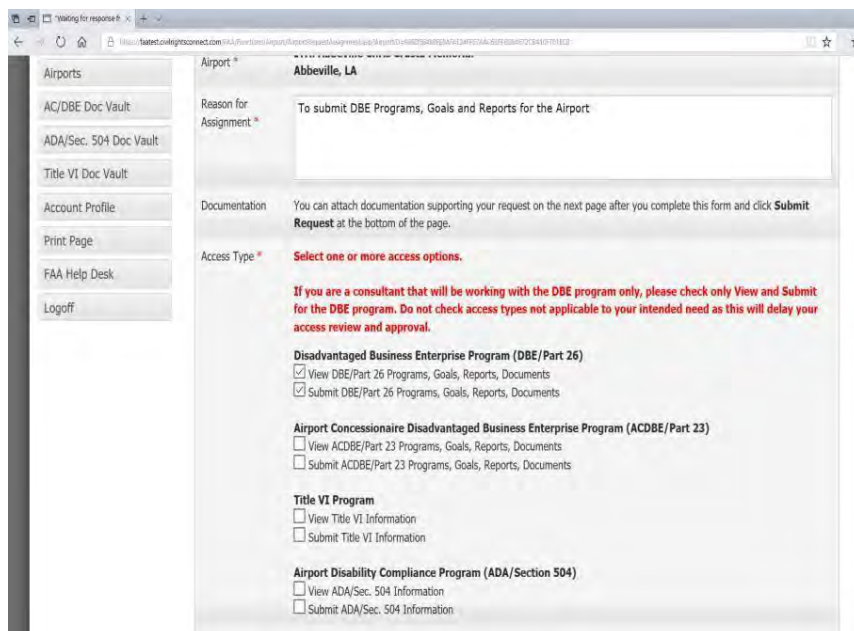 "Waiting for response fr
faatest.civilrightsconnect.com
Airport *
Abbeville, LA
Airports
AC/DBE Doc Vault
ADA/Sec. 504 Doc Vault
Title VI Doc Vault
Account Profile
Print Page
FAA Help Desk
Logoff
Reason for
Assignment *
To submit DBE Programs, Goals and Reports for the Airport
Documentation
You can attach documentation supporting your request on the next page after you complete this form and click Submit
Request at the bottom of the page.
Access Type *
Select one or more access options.
If you are a consultant that will be working with the DBE program only, please check only View and Submit
for the DBE program. Do not check access types not applicable to your intended need as this will delay your
access review and approval.
Disadvantaged Business Enterprise Program (DBE/Part 26)
View DBE/Part 26 Programs, Goals, Reports, Documents
Submit DBE/Part 26 Programs, Goals, Reports, Documents
Airport Concessionaire Disadvantaged Business Enterprise Program (ACDBE/Part 23)
View ACDBE/Part 23 Programs, Goals, Reports, Documents
Submit ACDBE/Part 23 Programs, Goals, Reports, Documents
Title VI Program
View Title VI Information
Submit Title VI Information
Airport Disability Compliance Program (ADA/Section 504)
View ADA/Sec. 504 Information
Submit ADA/Sec. 504 Information